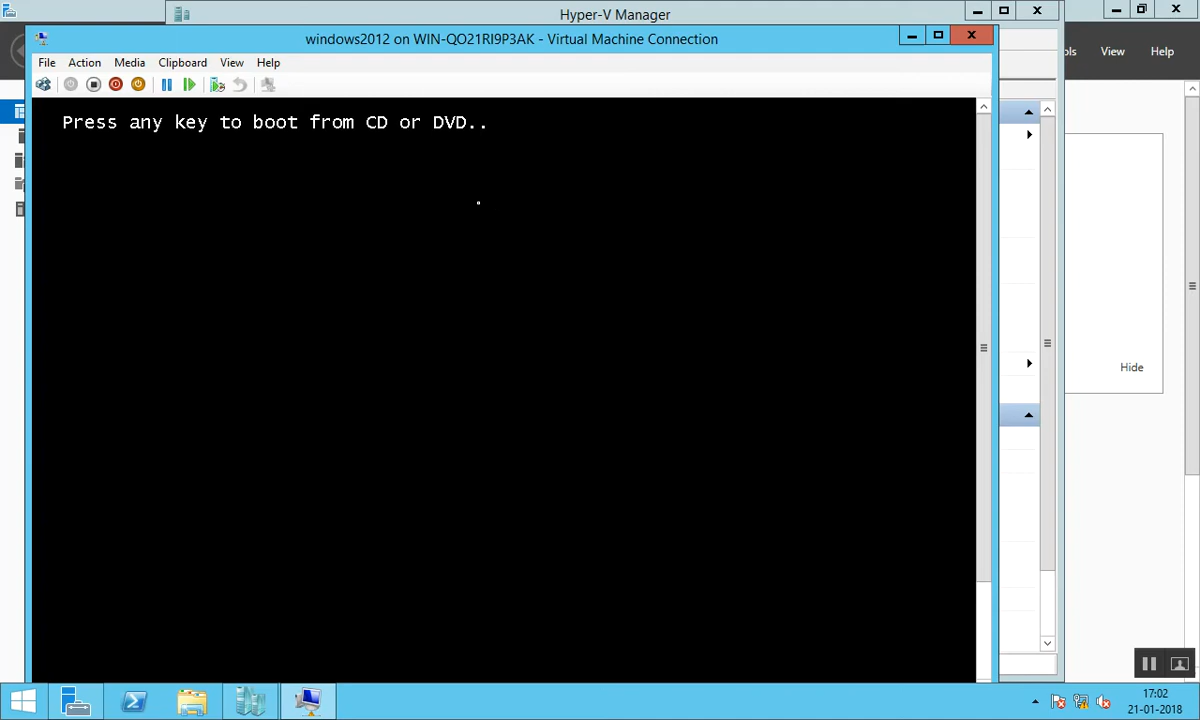 Hyper-V Manager
windows2012 on WIN-QO21RI9P3AK - Virtual Machine Connection
File Action Media Clipboard View Help
ols View Help
Press any key to boot from CD or DVD..
Hide
17:02
21-01-2018